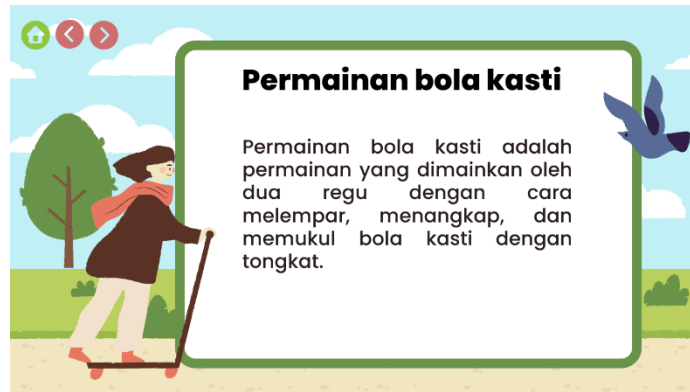 Permainan bola kasti
Permainan bola kasti adalah
permainan yang dimainkan oleh
dua regu dengan cara
melempar, menangkap, dan
memukul bola kasti dengan
tongkat.